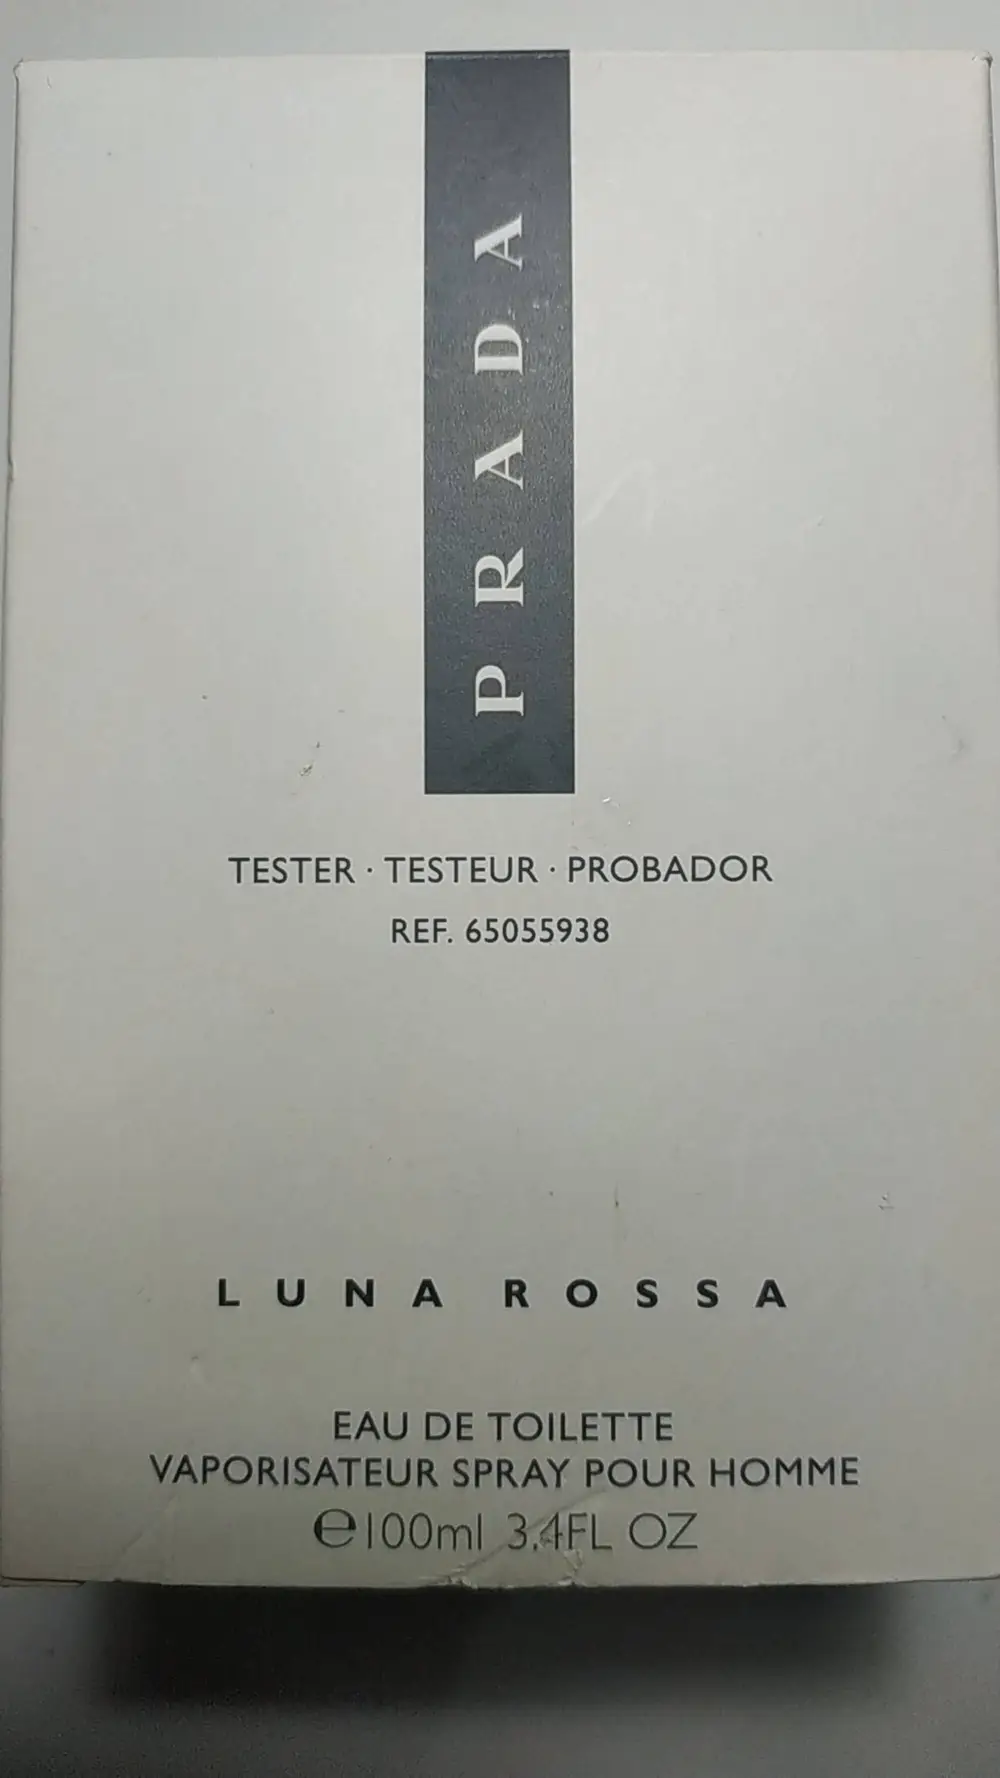 PRADA
TESTER · TESTEUR · PROBADOR
REF. 65055938
LUNA ROSSA
EAU DE TOILETTE
VAPORISATEUR SPRAY POUR HOMME
℮100ml 3.4FL OZ